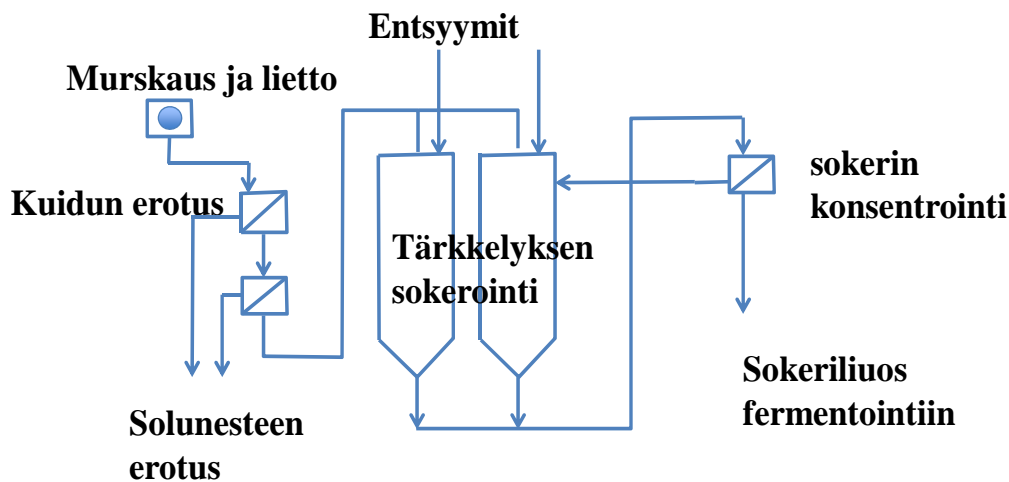 Entsyymit
Murskaus ja lietto
Kuidun erotus
sokerin
konsentrointi
Tärkkelyksen
sokerointi
Solunesteen
erotus
Sokeriliuos
fermentointiin